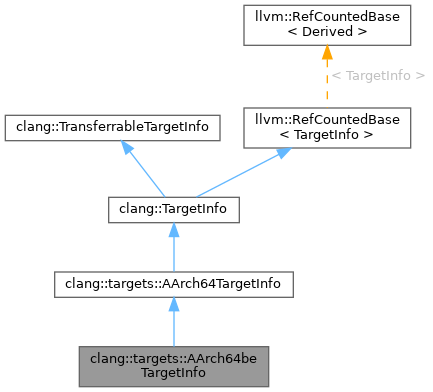 llvm::RefCountedBase
< Derived >
< TargetInfo >
clang::TransferrableTargetInfo
llvm::RefCountedBase
< TargetInfo >
clang::TargetInfo
clang::targets::AArch64TargetInfo
clang::targets::AArch64be
TargetInfo